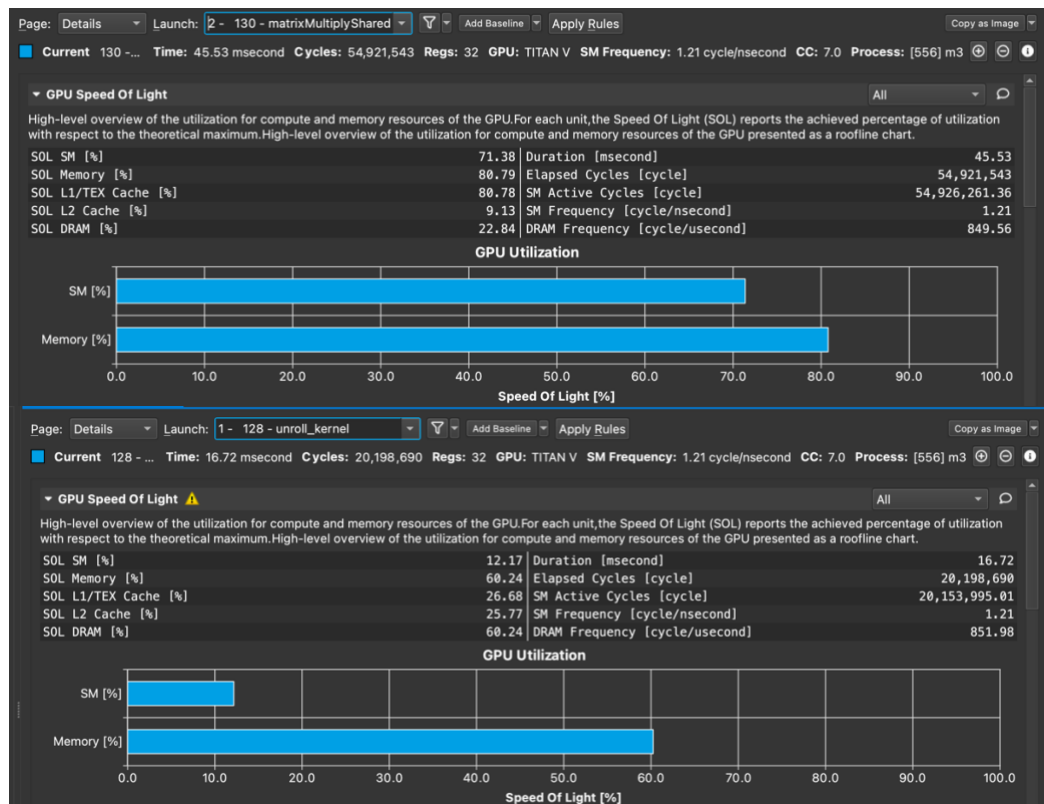 Page: Details Launch: 2 - 130 - matrixMultiplyShared Add Baseline Apply Rules Copy as Image
Current 130 -... Time: 45.53 msecond Cycles: 54,921,543 Regs: 32 GPU: TITAN V SM Frequency: 1.21 cycle/nsecond CC: 7.0 Process: [556] m3
GPU Speed Of Light All
High-level overview of the utilization for compute and memory resources of the GPU.For each unit,the Speed Of Light (SOL) reports the achieved percentage of utilization
with respect to the theoretical maximum.High-level overview of the utilization for compute and memory resources of the GPU presented as a roofline chart.
SOL SM [%] 71.38 Duration [msecond] 45.53
SOL Memory [%] 80.79 Elapsed Cycles [cycle] 54,921,543
SOL L1/TEX Cache [%] 80.78 SM Active Cycles [cycle] 54,926,261.36
SOL L2 Cache [%] 9.13 SM Frequency [cycle/nsecond] 1.21
SOL DRAM [%] 22.84 DRAM Frequency [cycle/usecond] 849.56
GPU Utilization
SM [%]
Memory [%]
0.0 10.0 20.0 30.0 40.0 50.0 60.0 70.0 80.0 90.0 100.0
Speed Of Light [%]
Page: Details Launch: 1 - 128 - unroll_kernel Add Baseline Apply Rules Copy as Image
Current 128 - ... Time: 16.72 msecond Cycles: 20,198,690 Regs: 32 GPU: TITAN V SM Frequency: 1.21 cycle/nsecond CC: 7.0 Process: [556] m3
GPU Speed Of Light All
High-level overview of the utilization for compute and memory resources of the GPU.For each unit,the Speed Of Light (SOL) reports the achieved percentage of utilization
with respect to the theoretical maximum.High-level overview of the utilization for compute and memory resources of the GPU presented as a roofline chart.
SOL SM [%] 12.17 Duration [msecond] 16.72
SOL Memory [%] 60.24 Elapsed Cycles [cycle] 20,198,690
SOL L1/TEX Cache [%] 26.68 SM Active Cycles [cycle] 20,153,995.01
SOL L2 Cache [%] 25.77 SM Frequency [cycle/nsecond] 1.21
SOL DRAM [%] 60.24 DRAM Frequency [cycle/usecond] 851.98
GPU Utilization
SM [%]
Memory [%]
0.0 10.0 20.0 30.0 40.0 50.0 60.0 70.0 80.0 90.0 100.0
Speed Of Light [%]